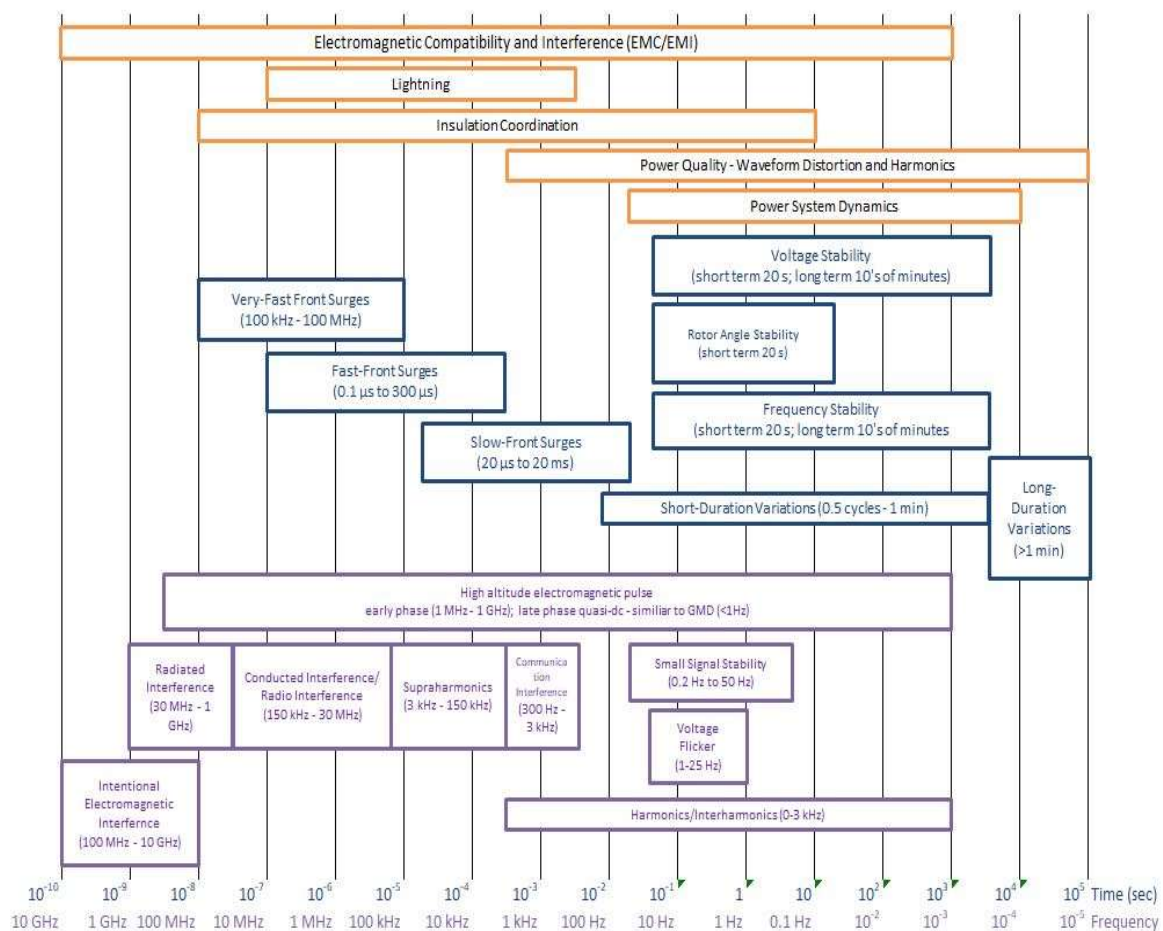 Electromagnetic Compatibility and Interference (EMC/EMI)
Lightning
Insulation Coordination
Power Quality - Waveform Distortion and Harmonics
Power System Dynamics
Voltage Stability
(short term 20 s; long term 10's of minutes)
Very-Fast Front Surges
(100 kHz - 100 MHz)
Rotor Angle Stability
(short term 20 s)
Fast-Front Surges
(0.1 µs to 300 µs)
Frequency Stability
(short term 20 s; long term 10's of minutes
Slow-Front Surges
(20 µs to 20 ms)
Long-
Duration
Variations
(>1 min)
Short-Duration Variations (0.5 cycles - 1 min)
High altitude electromagnetic pulse
early phase (1 MHz - 1 GHz); late phase quasi-dc - similiar to GMD (<1Hz)
Radiated
Interference
(30 MHz - 1
GHz)
Conducted Interference/
Radio Interference
(150 kHz - 30 MHz)
Supraharmonics
(3 kHz - 150 kHz)
Communica
tion
Interference
(300 Hz -
3 kHz)
Small Signal Stability
(0.2 Hz to 50 Hz)
Voltage
Flicker
(1-25 Hz)
Intentional
Electromagnetic
Interfernce
(100 MHz - 10 GHz)
Harmonics/Interharmonics (0-3 kHz)
10⁻¹⁰ 10⁻⁹ 10⁻⁸ 10⁻⁷ 10⁻⁶ 10⁻⁵ 10⁻⁴ 10⁻³ 10⁻² 10⁻¹ 1 10 10² 10³ 10⁴ 10⁵ Time (sec)
10 GHz 1 GHz 100 MHz 10 MHz 1 MHz 100 kHz 10 kHz 1 kHz 100 Hz 10 Hz 1 Hz 0.1 Hz 10⁻² 10⁻³ 10⁻⁴ 10⁻⁵ Frequency